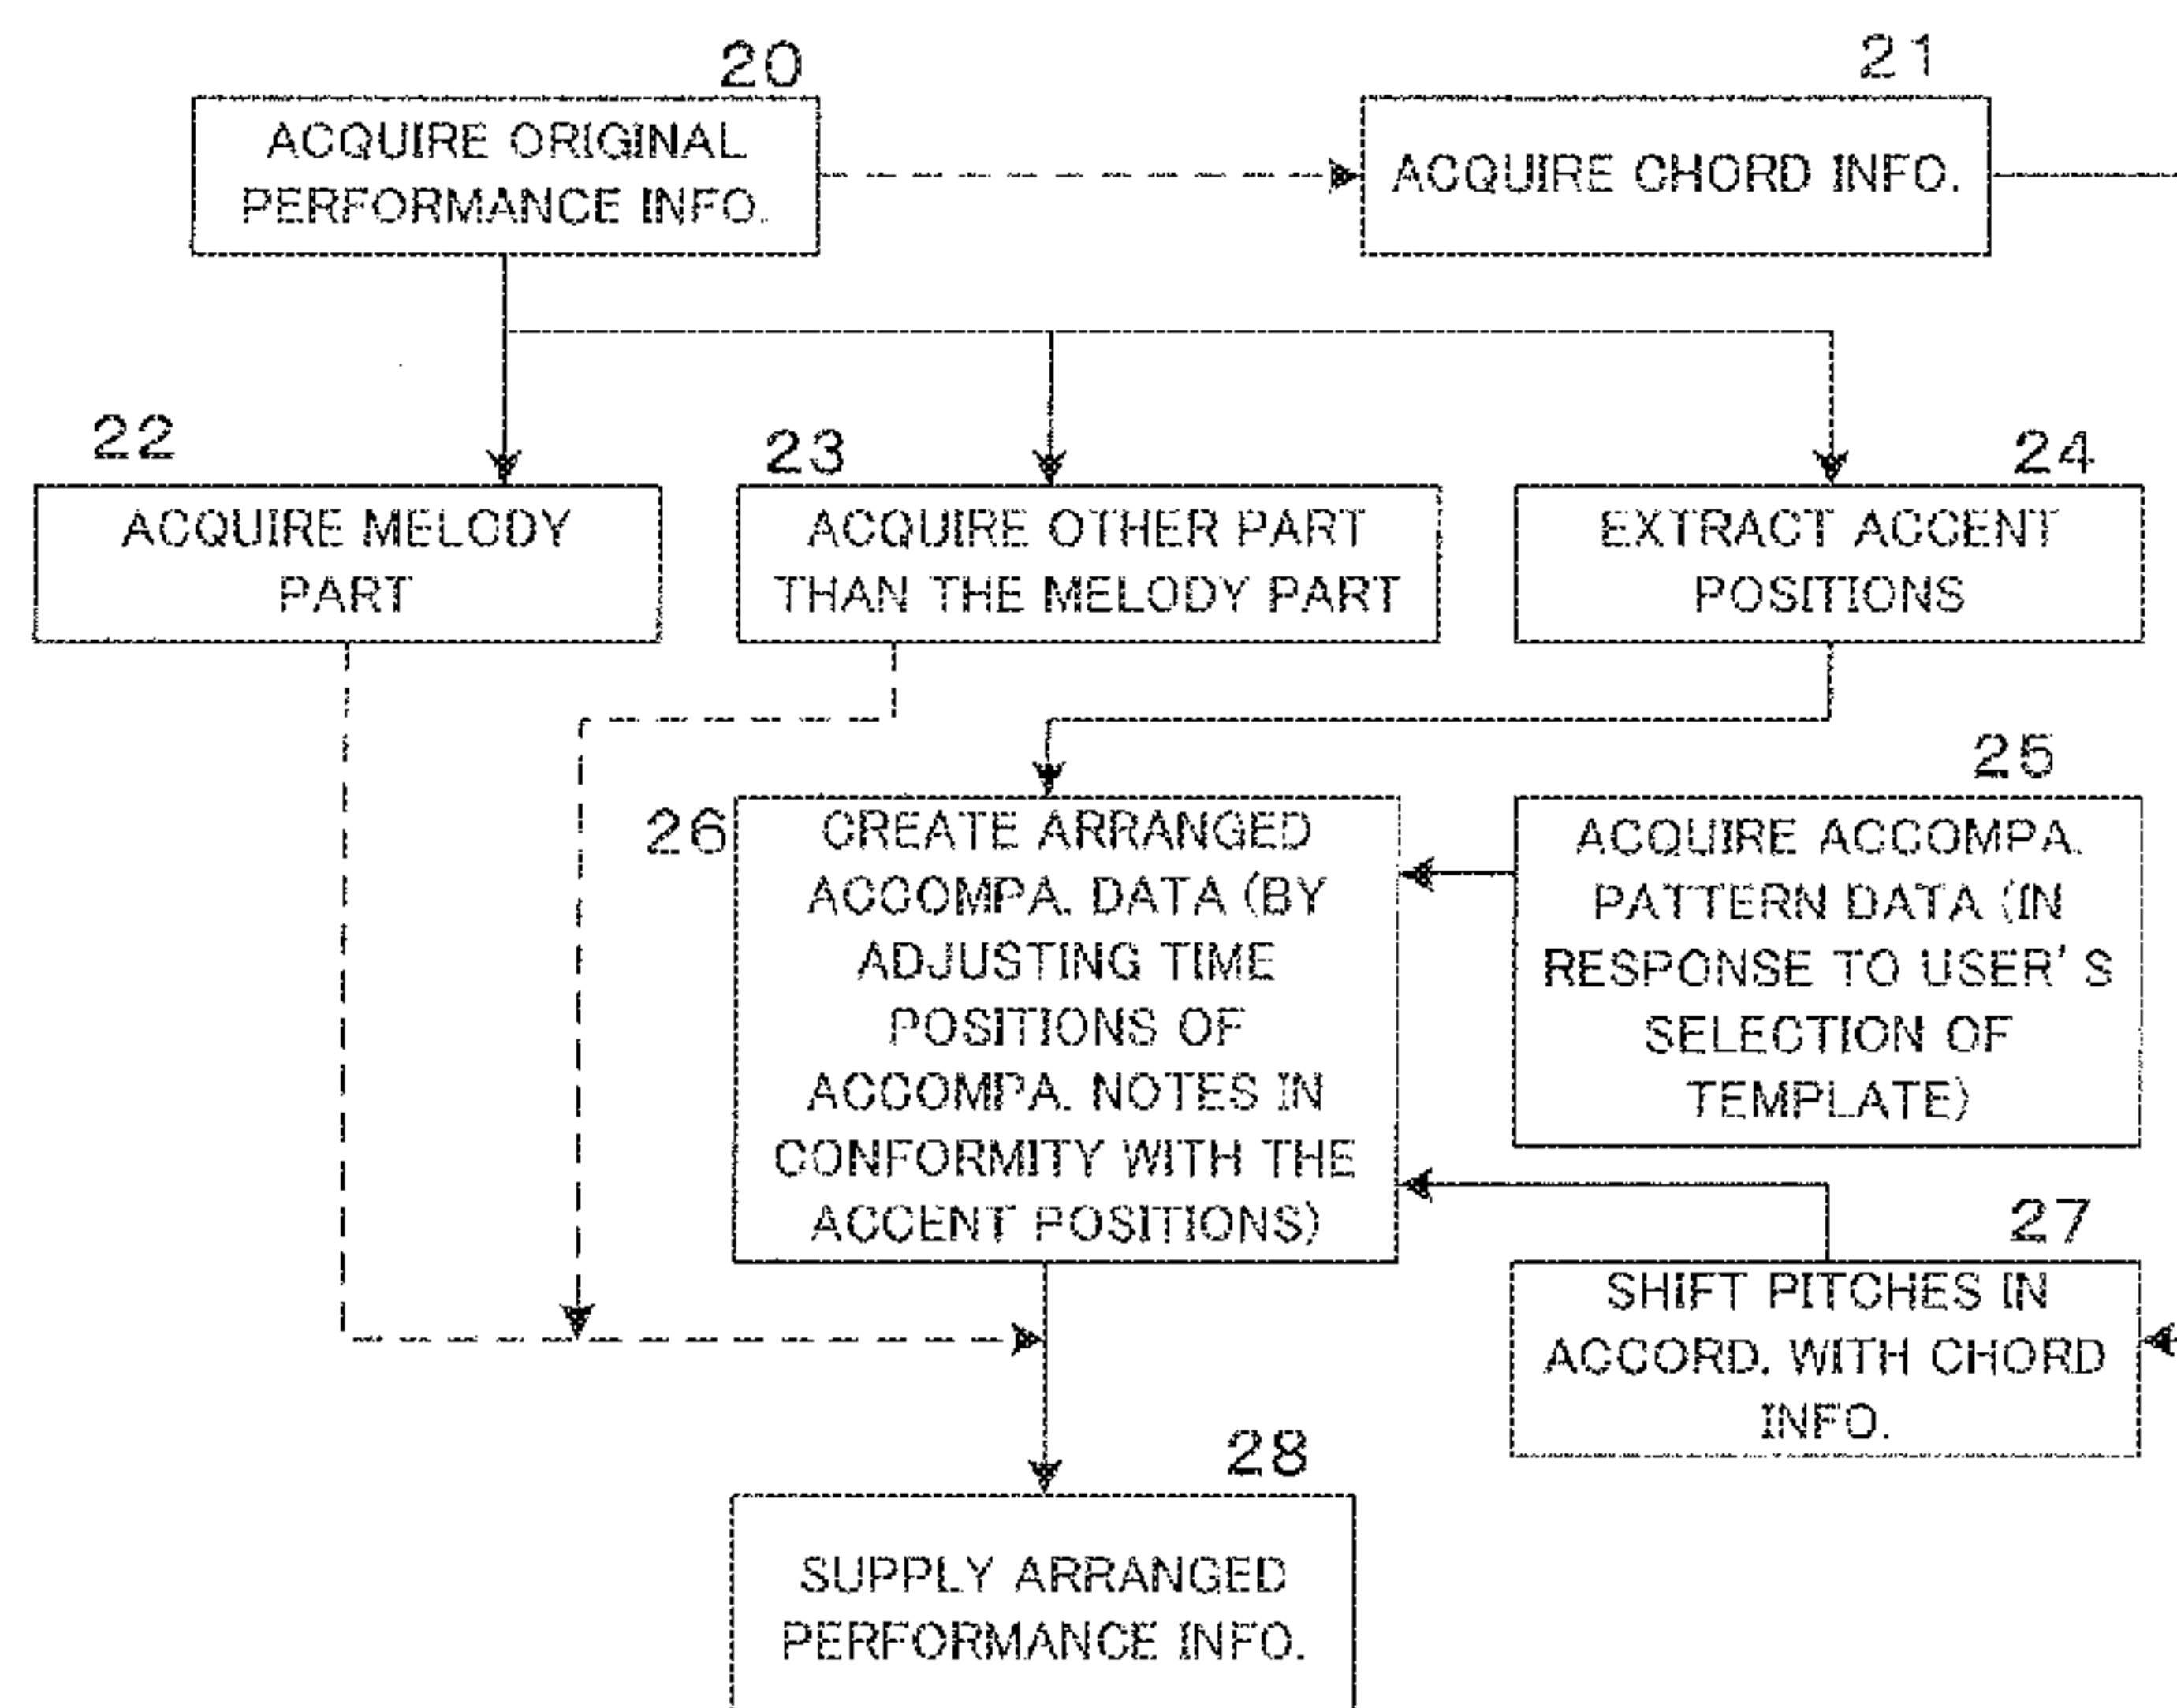 20
ACQUIRE ORIGINAL
PERFORMANCE INFO.
21
ACQUIRE CHORD INFO.
22
ACQUIRE MELODY
PART
23
ACQUIRE OTHER PART
THAN THE MELODY PART
24
EXTRACT ACCENT
POSITIONS
25
ACQUIRE ACCOMPA.
PATTERN DATA (IN
RESPONSE TO USER'S
SELECTION OF
TEMPLATE)
26
CREATE ARRANGED
ACCOMPA. DATA (BY
ADJUSTING TIME
POSITIONS OF
ACCOMPA. NOTES IN
CONFORMITY WITH THE
ACCENT POSITIONS)
27
SHIFT PITCHES IN
ACCORD. WITH CHORD
INFO.
28
SUPPLY ARRANGED
PERFORMANCE INFO.